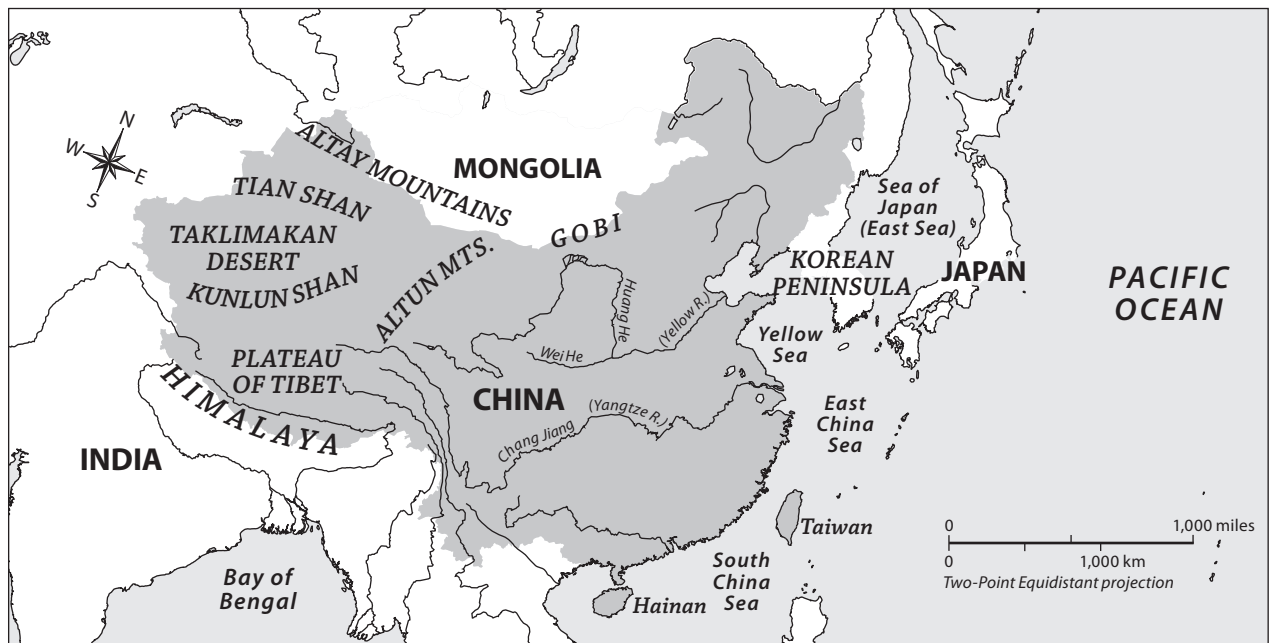 N
W
E
S
ALTAY MOUNTAINS
MONGOLIA
TIAN SHAN
TAKLIMAKAN
DESERT
KUNLUN SHAN
ALTUN MTS.
GOBI
Sea of
Japan
(East Sea)
KOREAN
PENINSULA
JAPAN
PACIFIC
OCEAN
Huang He
(Yellow R.)
Wei He
Yellow
Sea
PLATEAU
OF TIBET
HIMALAYA
CHINA
(Yangtze R.)
Chang Jiang
East
China
Sea
INDIA
Taiwan
0
1,000 miles
0
1,000 km
Two-Point Equidistant projection
Bay of
Bengal
South
China
Sea
Hainan